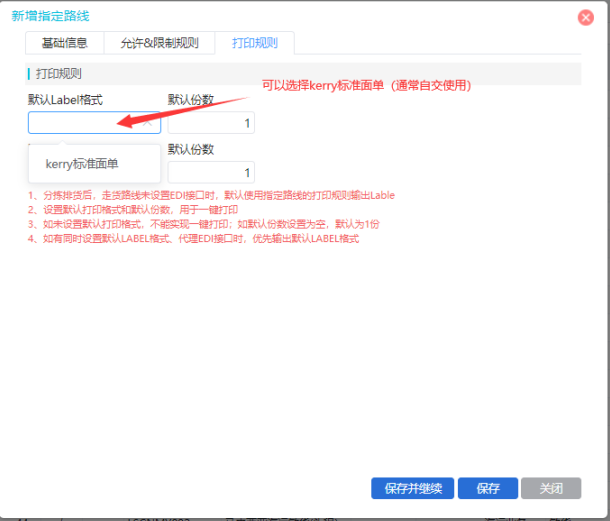 新增指定路线
基础信息 允许&限制规则 打印规则
打印规则
可以选择kerry标准面单（通常自交使用）
默认Label格式 默认份数
1
默认份数
kerry标准面单
1
1、分拣排货后，走货路线未设置EDI接口时，默认使用指定路线的打印规则输出Lable
2、设置默认打印格式和默认份数，用于一键打印
3、如未设置默认打印格式，不能实现一键打印；如默认份数设置为空，默认为1份
4、如有同时设置默认LABEL格式、代理EDI接口时，优先输出默认LABEL格式
保存并继续 保存 关闭